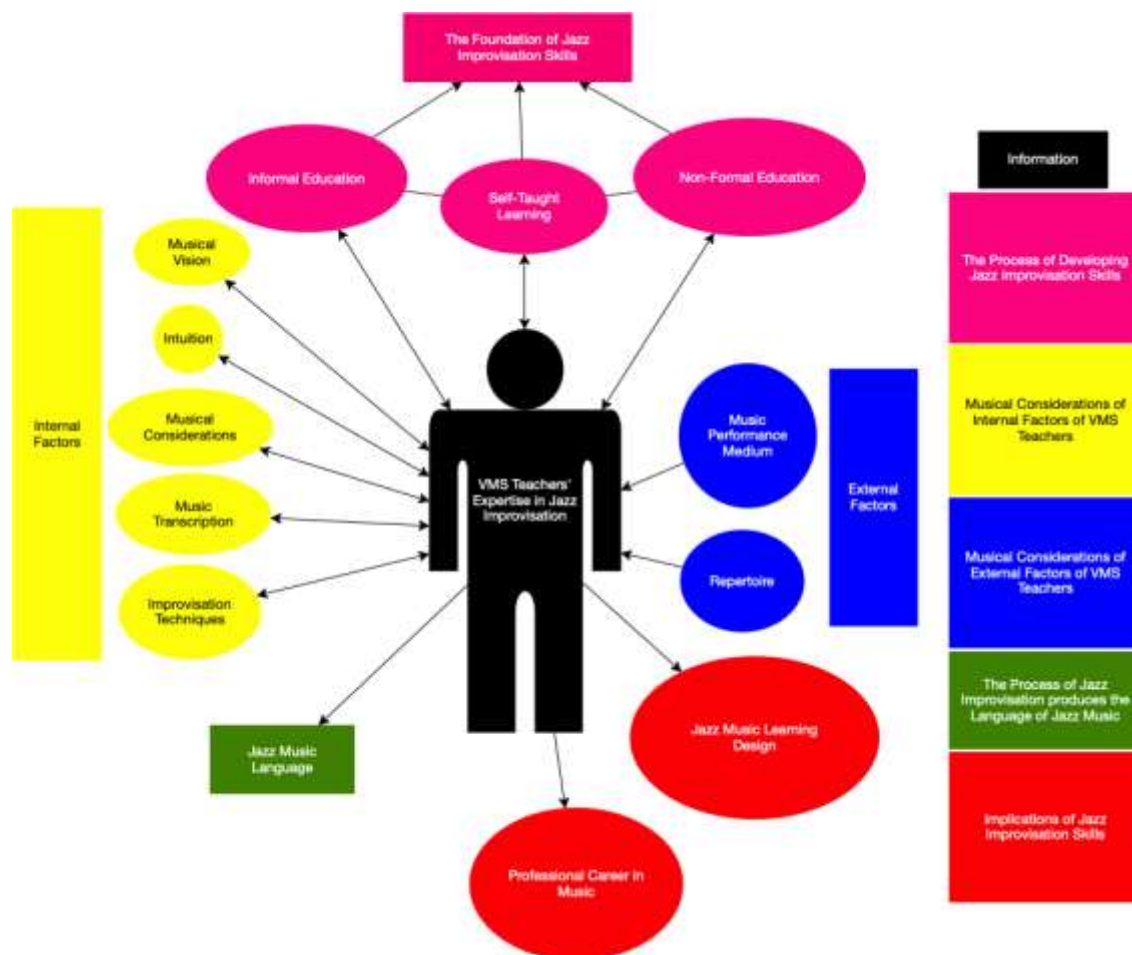 The Foundation of Jazz
Improvisation Skills
Informal Education
Self-Taught
Learning
Non-Formal Education
Internal
Factors
Musical
Vision
Intuition
Musical
Considerations
Music
Transcription
Improvisation
Techniques
VMS Teachers'
Expertise in Jazz
Improvisation
Music
Performance
Medium
Repertoire
External
Factors
Jazz Music
Language
Jazz Music Learning
Design
Professional Career in
Music
Information
The Process of Developing
Jazz Improvisation Skills
Musical Considerations of
Internal Factors of VMS
Teachers
Musical Considerations of
External Factors of VMS
Teachers
The Process of Jazz
Improvisation produces the
Language of Jazz Music
Implications of Jazz
Improvisation Skills